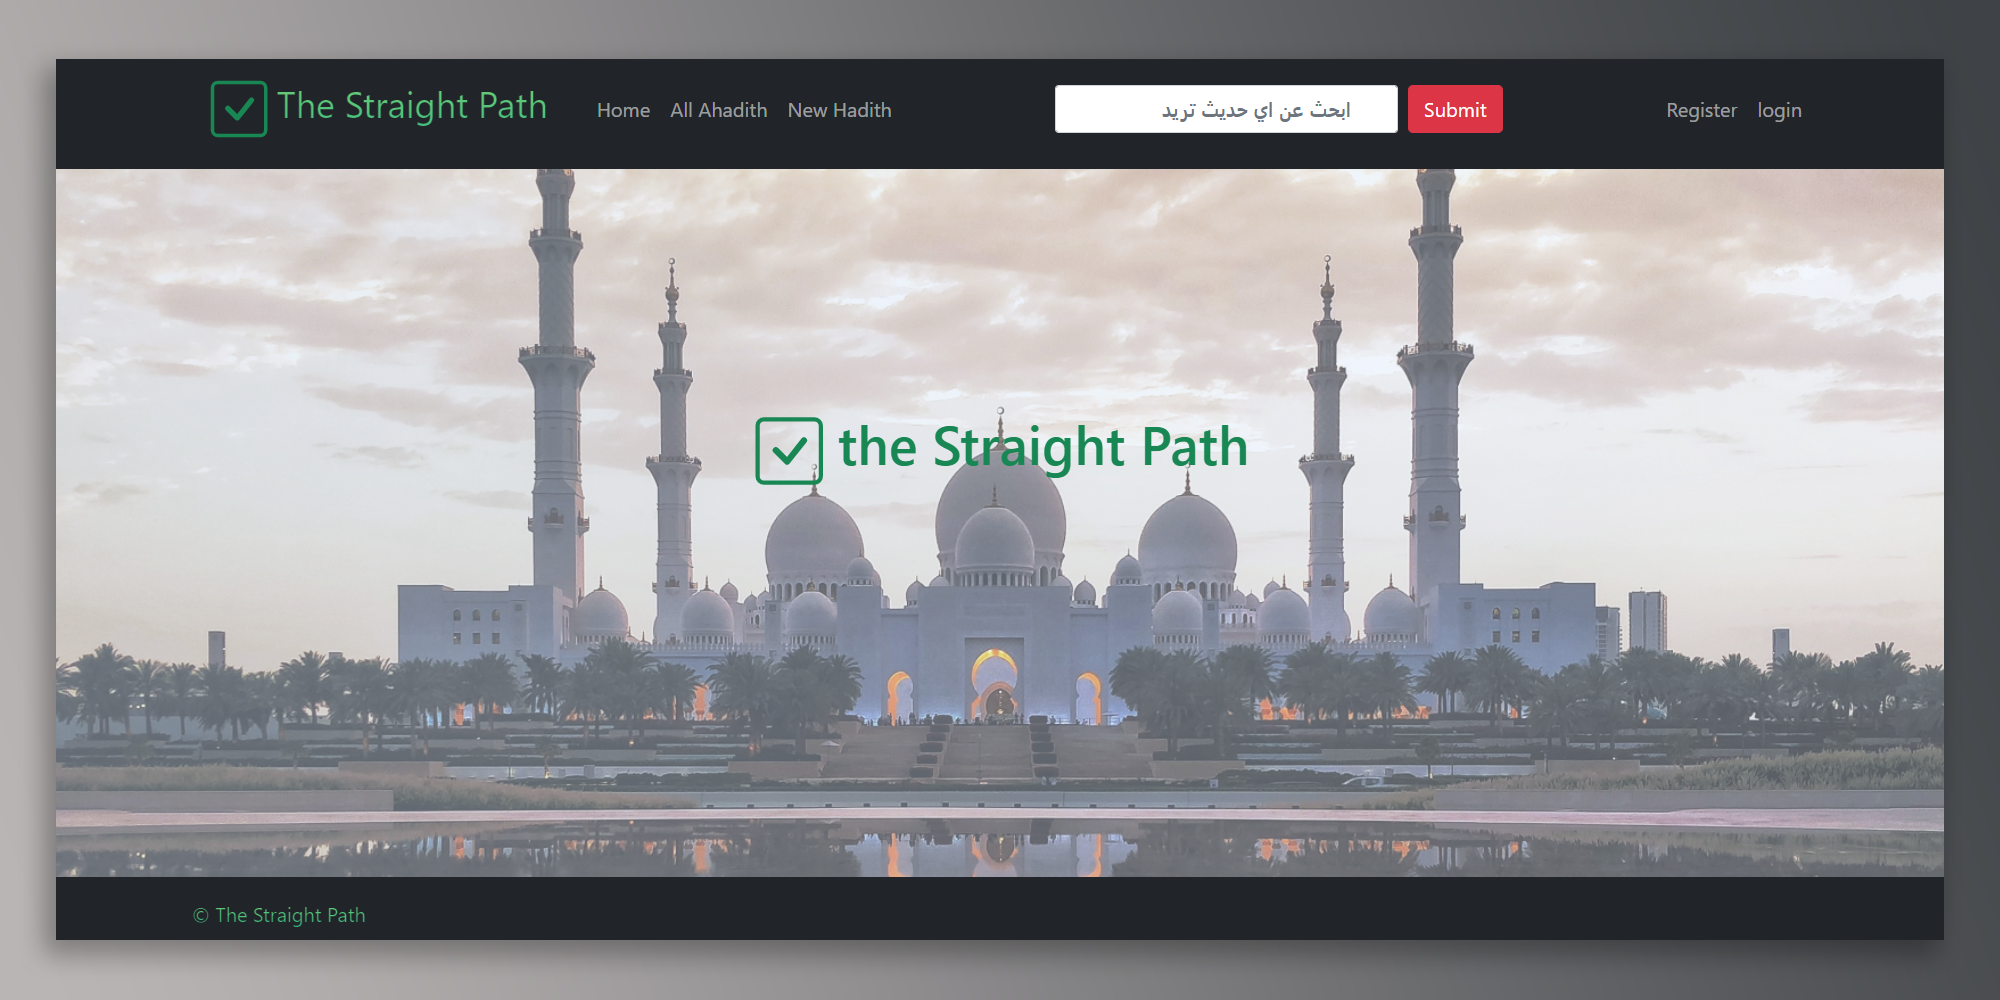 The Straight Path
Home
All Ahadith
New Hadith
ابحث عن اي حديث تريد
Submit
Register
login
the Straight Path
© The Straight Path